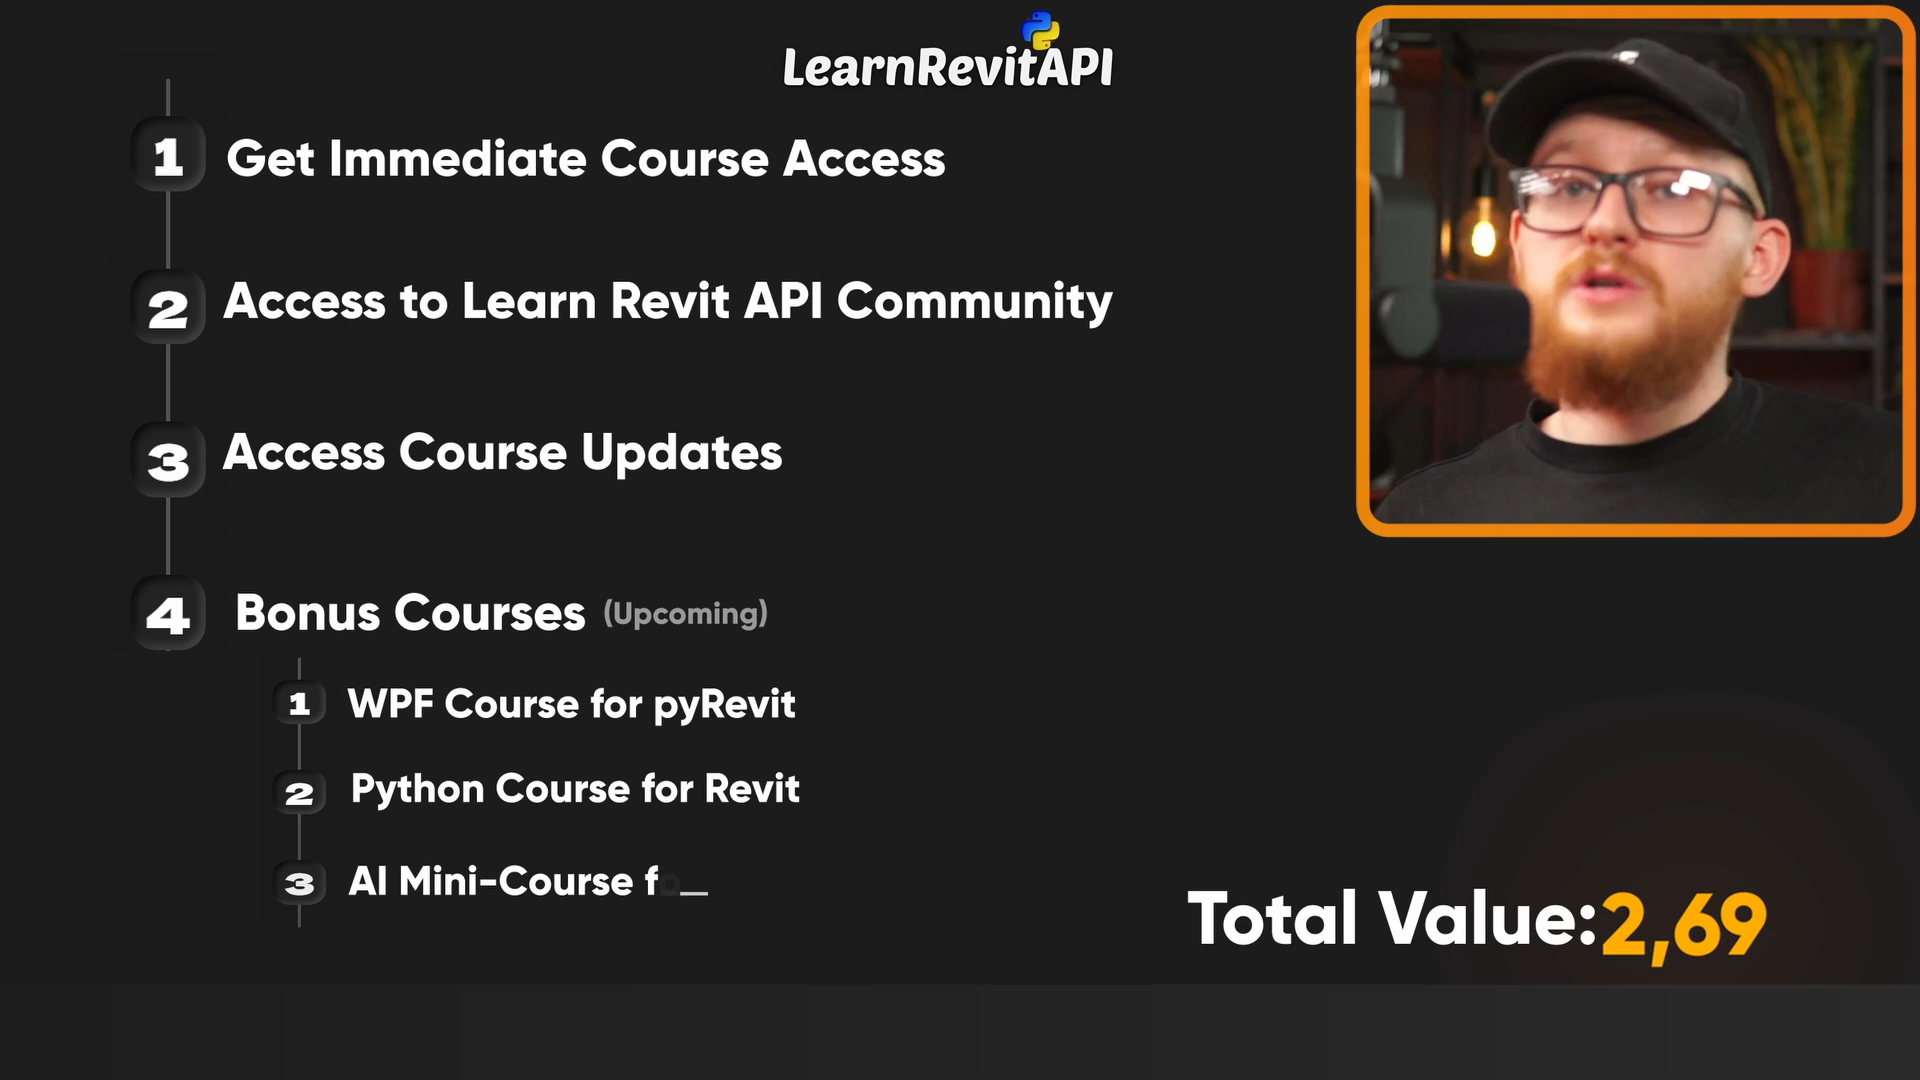 LearnRevitAPI
1 Get Immediate Course Access
2 Access to Learn Revit API Community
3 Access Course Updates
4 Bonus Courses (Upcoming)
1 WPF Course for pyRevit
2 Python Course for Revit
3 AI Mini-Course fo_
Total Value: 2,69